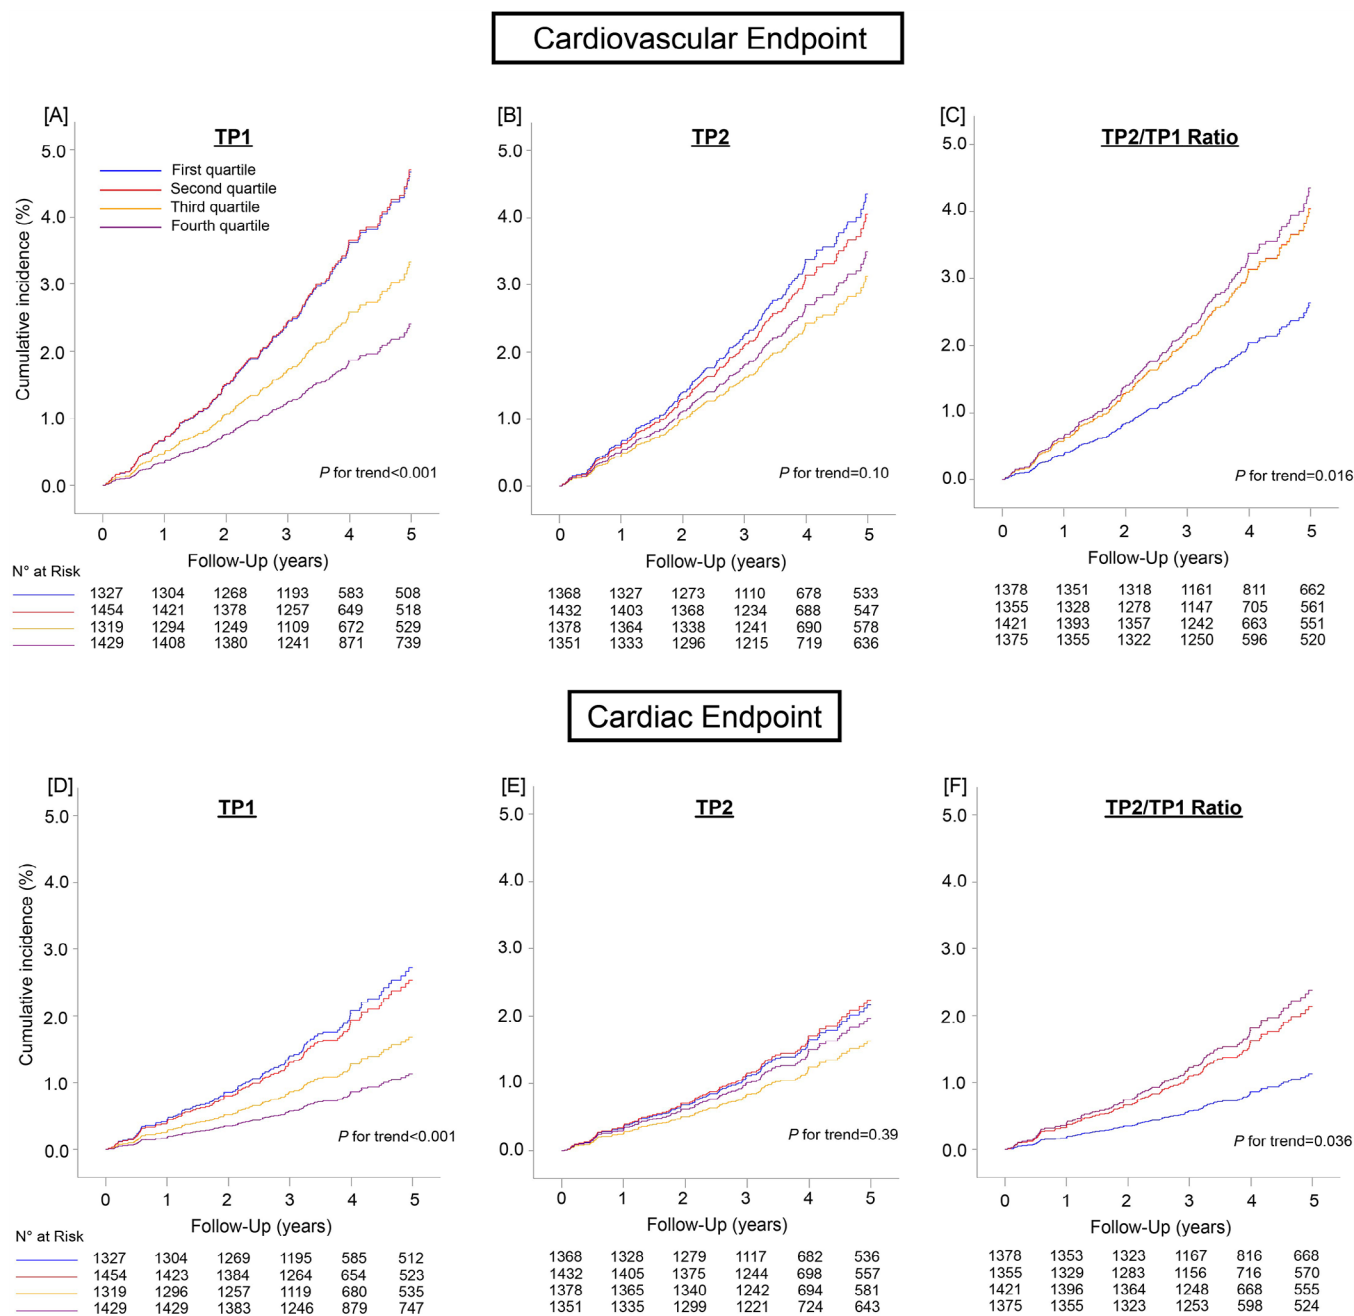 Cardiovascular Endpoint
[A]
TP1
5.0
4.0
3.0
2.0
1.0
0.0
Cumulative incidence (%)
First quartile
Second quartile
Third quartile
Fourth quartile
P for trend<0.001
0 1 2 3 4 5
Follow-Up (years)
[B]
TP2
5.0
4.0
3.0
2.0
1.0
0.0
P for trend=0.10
0 1 2 3 4 5
Follow-Up (years)
[C]
TP2/TP1 Ratio
5.0
4.0
3.0
2.0
1.0
0.0
P for trend=0.016
0 1 2 3 4 5
Follow-Up (years)
N° at Risk
1327 1304 1268 1193 583 508
1454 1421 1378 1257 649 518
1319 1294 1249 1109 672 529
1429 1408 1380 1241 871 739
1368 1327 1273 1110 678 533
1432 1403 1368 1234 688 547
1378 1364 1338 1241 690 578
1351 1333 1296 1215 719 636
1378 1351 1318 1161 811 662
1355 1328 1278 1147 705 561
1421 1393 1357 1242 663 551
1375 1355 1322 1250 596 520
Cardiac Endpoint
[D]
TP1
5.0
4.0
3.0
2.0
1.0
0.0
Cumulative incidence (%)
P for trend<0.001
0 1 2 3 4 5
Follow-Up (years)
[E]
TP2
5.0
4.0
3.0
2.0
1.0
0.0
P for trend=0.39
0 1 2 3 4 5
Follow-Up (years)
[F]
TP2/TP1 Ratio
5.0
4.0
3.0
2.0
1.0
0.0
P for trend=0.036
0 1 2 3 4 5
Follow-Up (years)
N° at Risk
1327 1304 1269 1195 585 512
1454 1423 1384 1264 654 523
1319 1296 1257 1119 680 535
1429 1429 1383 1246 879 747
1368 1328 1279 1117 682 536
1432 1405 1375 1244 698 557
1378 1365 1340 1242 694 581
1351 1335 1299 1221 724 643
1378 1353 1323 1167 816 668
1355 1329 1283 1156 716 570
1421 1396 1364 1248 668 555
1375 1355 1323 1253 598 524